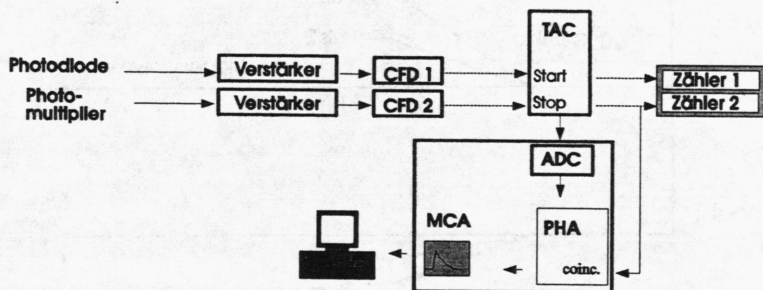 TAC
Photodiode
Verstärker
CFD 1
Start
Zähler 1
Photo-
multiplier
Verstärker
CFD 2
Stop
Zähler 2
ADC
MCA
PHA
coinc.